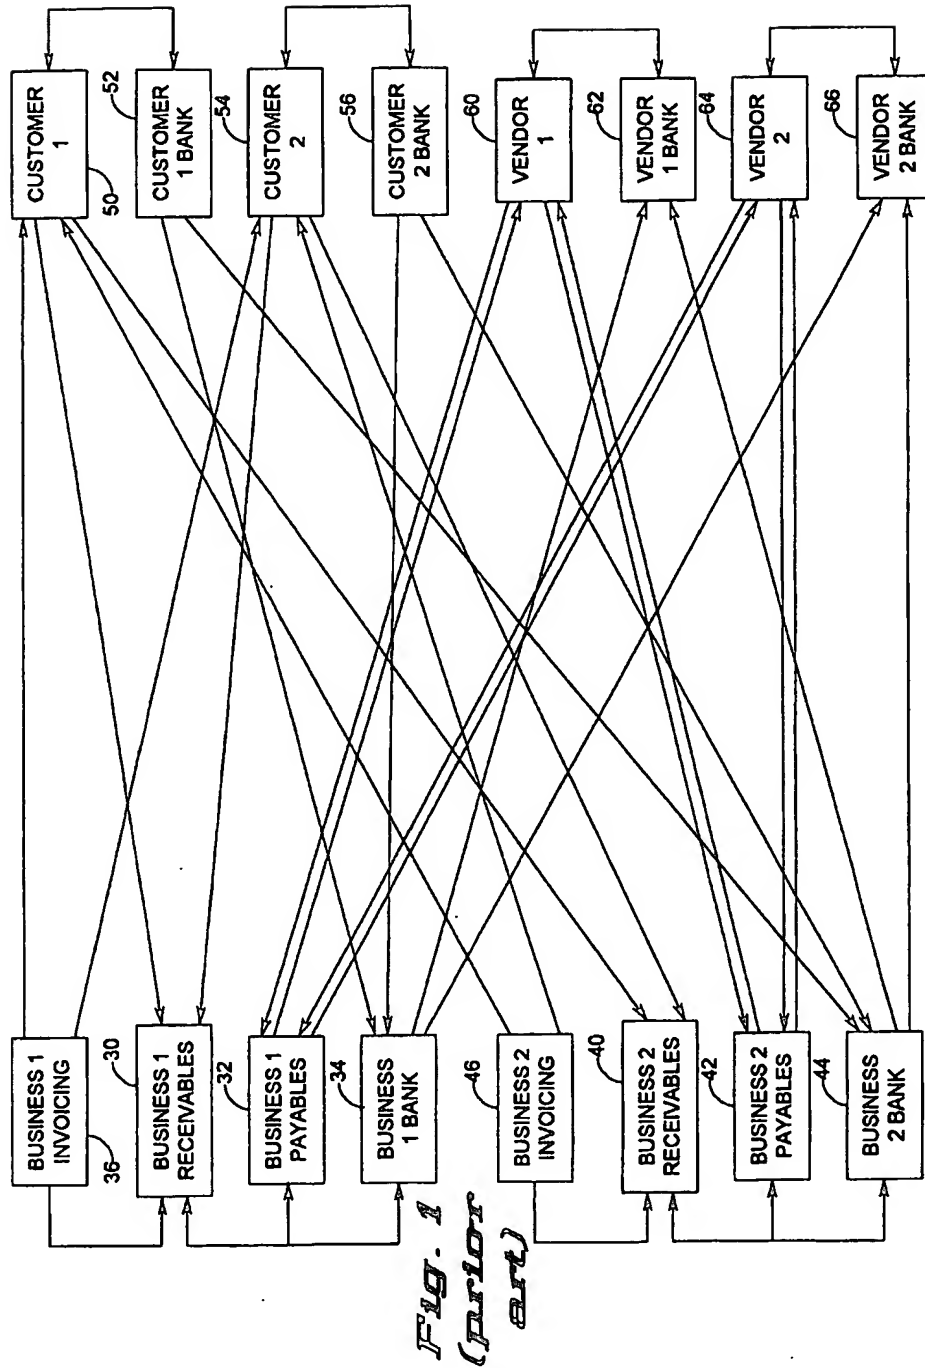 CUSTOMER
1
50
CUSTOMER
1 BANK
52
CUSTOMER
2
54
CUSTOMER
2 BANK
56
VENDOR
1
60
VENDOR
1 BANK
62
VENDOR
2
64
VENDOR
2 BANK
66
BUSINESS 1
INVOICING
36
BUSINESS 1
RECEIVABLES
30
BUSINESS 1
PAYABLES
32
BUSINESS
1 BANK
34
BUSINESS 2
INVOICING
46
BUSINESS 2
RECEIVABLES
40
BUSINESS 2
PAYABLES
42
BUSINESS
2 BANK
44
Fig. 1
(prior
art)